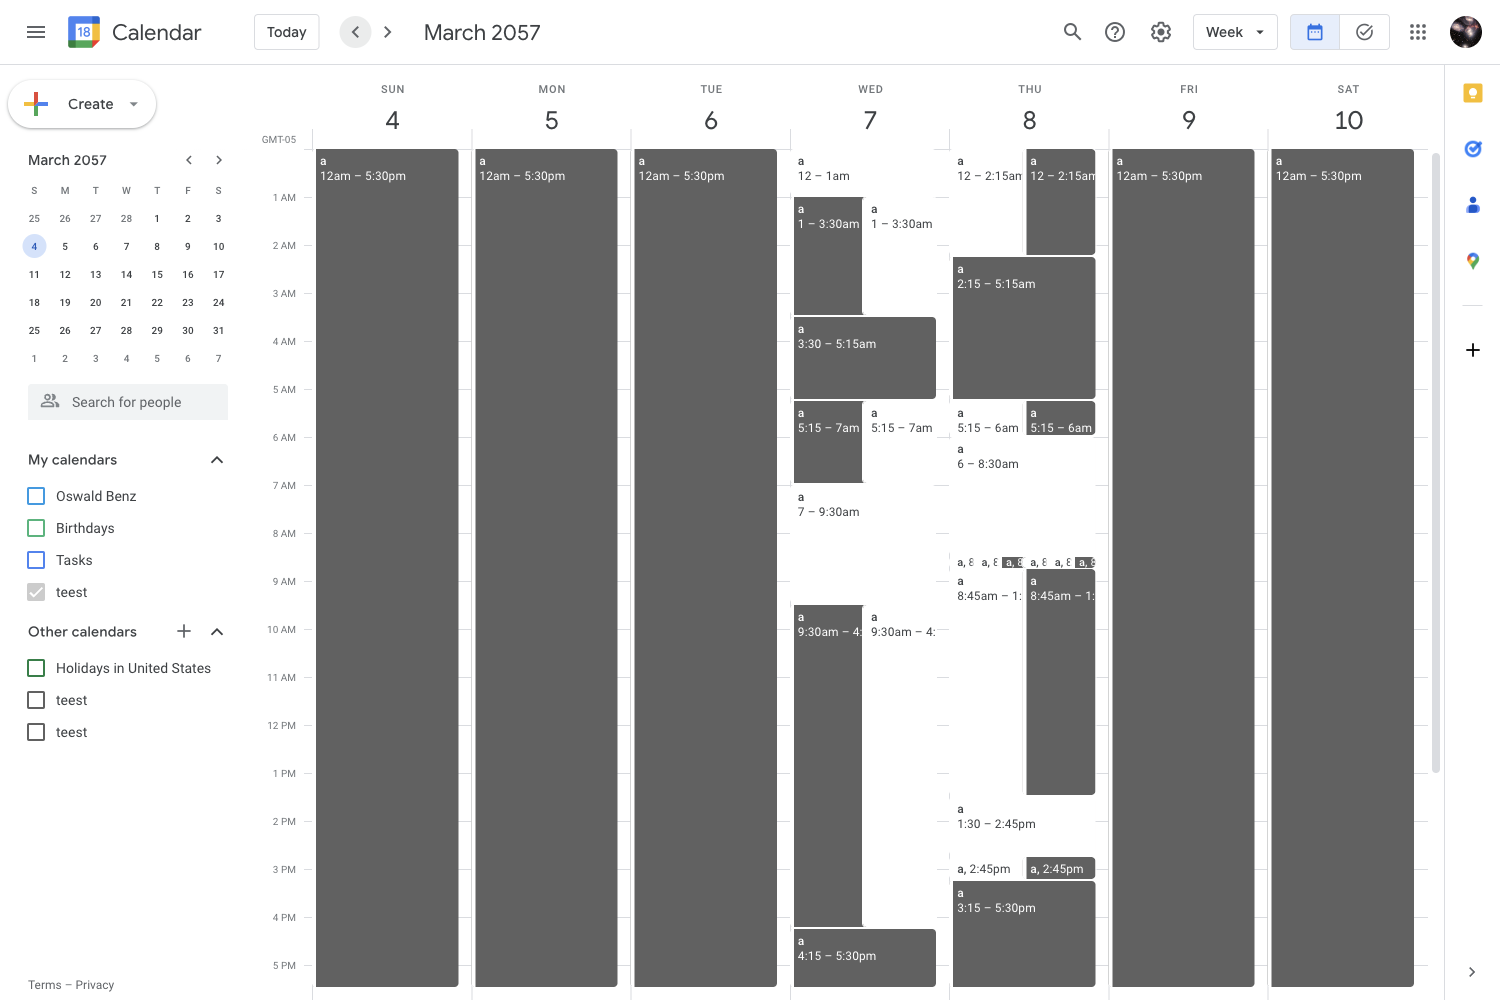 18 Calendar
Today
March 2057
Week
Create
March 2057
S M T W T F S
25 26 27 28 1 2 3
4 5 6 7 8 9 10
11 12 13 14 15 16 17
18 19 20 21 22 23 24
25 26 27 28 29 30 31
1 2 3 4 5 6 7
Search for people
My calendars
Oswald Benz
Birthdays
Tasks
teest
Other calendars
Holidays in United States
teest
teest
Terms – Privacy
SUN MON TUE WED THU FRI SAT
4 5 6 7 8 9 10
GMT-05
1 AM
2 AM
3 AM
4 AM
5 AM
6 AM
7 AM
8 AM
9 AM
10 AM
11 AM
12 PM
1 PM
2 PM
3 PM
4 PM
5 PM
a
12am – 5:30pm
a
12am – 5:30pm
a
12am – 5:30pm
a
12 – 1am
a
1 – 3:30am
a
1 – 3:30am
a
3:30 – 5:15am
a
5:15 – 7am
a
5:15 – 7am
a
7 – 9:30am
a
9:30am – 4:
a
9:30am – 4:
a
4:15 – 5:30pm
a
12 – 2:15am
a
12 – 2:15am
a
2:15 – 5:15am
a
5:15 – 6am
a
5:15 – 6am
a
6 – 8:30am
a, 8 a, 8 a, 8 a, 8 a, 8 a, 8
a
8:45am – 1:
a
8:45am – 1:
a
1:30 – 2:45pm
a, 2:45pm
a, 2:45pm
a
3:15 – 5:30pm
a
12am – 5:30pm
a
12am – 5:30pm